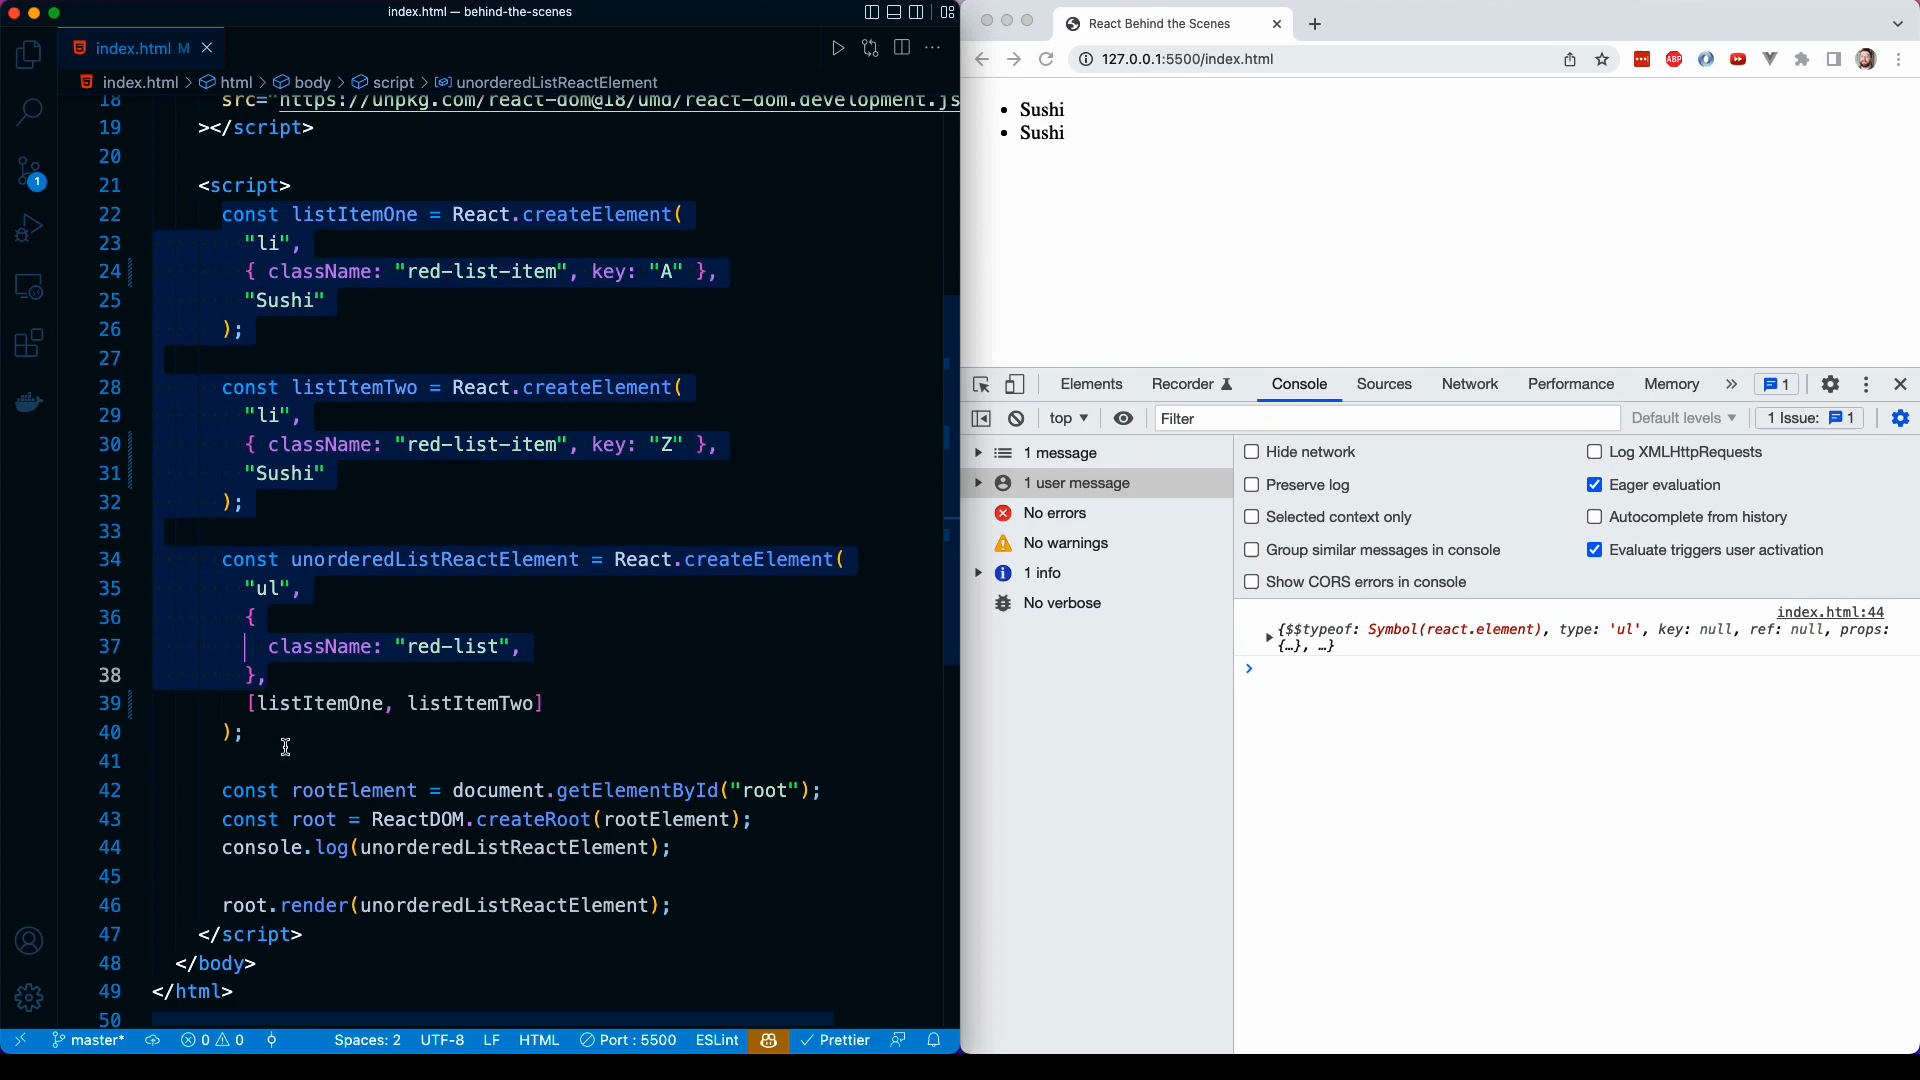 index.html — behind-the-scenes
index.html M
index.html > html > body > script > unorderedListReactElement
18 src="https://unpkg.com/react-dom@18/umd/react-dom.development.js
19 ></script>
20
21 <script>
22 const listItemOne = React.createElement(
23 "li",
24 { className: "red-list-item", key: "A" },
25 "Sushi"
26 );
27
28 const listItemTwo = React.createElement(
29 "li",
30 { className: "red-list-item", key: "Z" },
31 "Sushi"
32 );
33
34 const unorderedListReactElement = React.createElement(
35 "ul",
36 {
37 className: "red-list",
38 },
39 [listItemOne, listItemTwo]
40 );
41
42 const rootElement = document.getElementById("root");
43 const root = ReactDOM.createRoot(rootElement);
44 console.log(unorderedListReactElement);
45
46 root.render(unorderedListReactElement);
47 </script>
48 </body>
49 </html>
50
1
master* 0 0 Spaces: 2 UTF-8 LF HTML Port : 5500 ESLint Prettier
React Behind the Scenes
127.0.0.1:5500/index.html
ABP
• Sushi
• Sushi
Elements Recorder Console Sources Network Performance Memory » 1
top Filter Default levels 1 Issue: 1
1 message
1 user message
No errors
No warnings
1 info
No verbose
Hide network Log XMLHttpRequests
Preserve log Eager evaluation
Selected context only Autocomplete from history
Group similar messages in console Evaluate triggers user activation
Show CORS errors in console
index.html:44
{$$typeof: Symbol(react.element), type: 'ul', key: null, ref: null, props:
{…}, …}
>